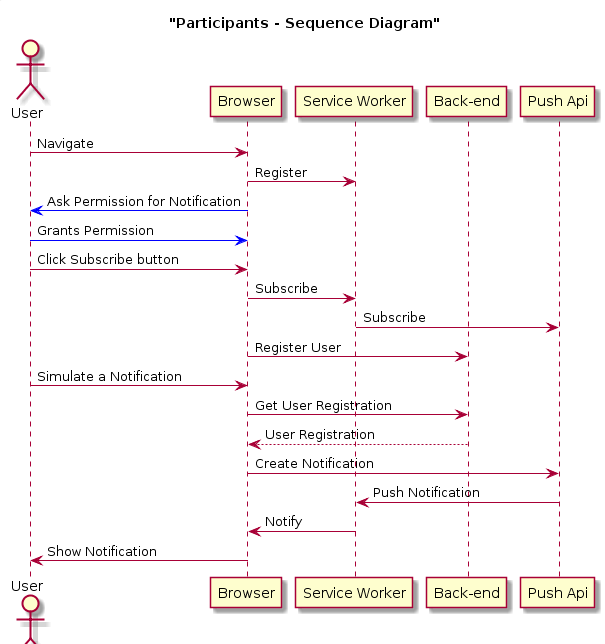 "Participants - Sequence Diagram"
User
Browser
Service Worker
Back-end
Push Api
Navigate
Register
Ask Permission for Notification
Grants Permission
Click Subscribe button
Subscribe
Subscribe
Register User
Simulate a Notification
Get User Registration
User Registration
Create Notification
Push Notification
Notify
Show Notification
User
Browser
Service Worker
Back-end
Push Api